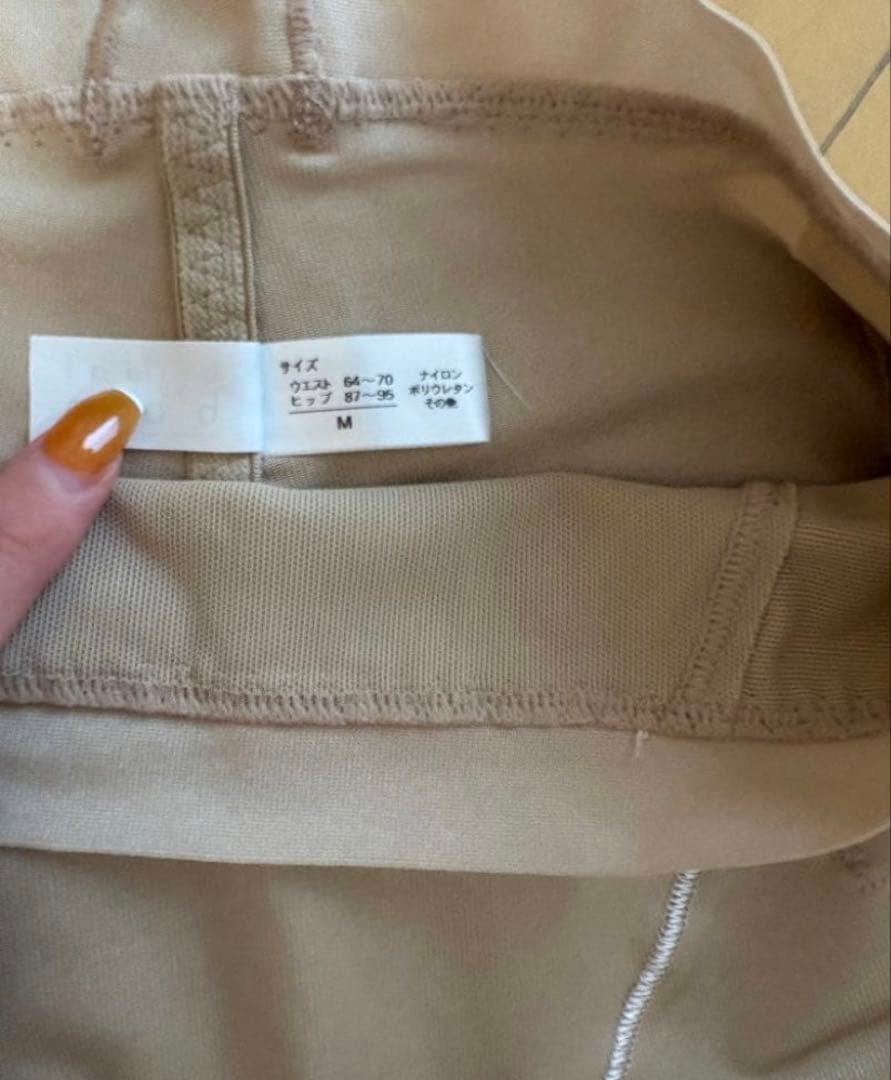 サイズ
ウエスト 64～70
ヒップ 87～95
M
ナイロン
ポリウレタン
その他